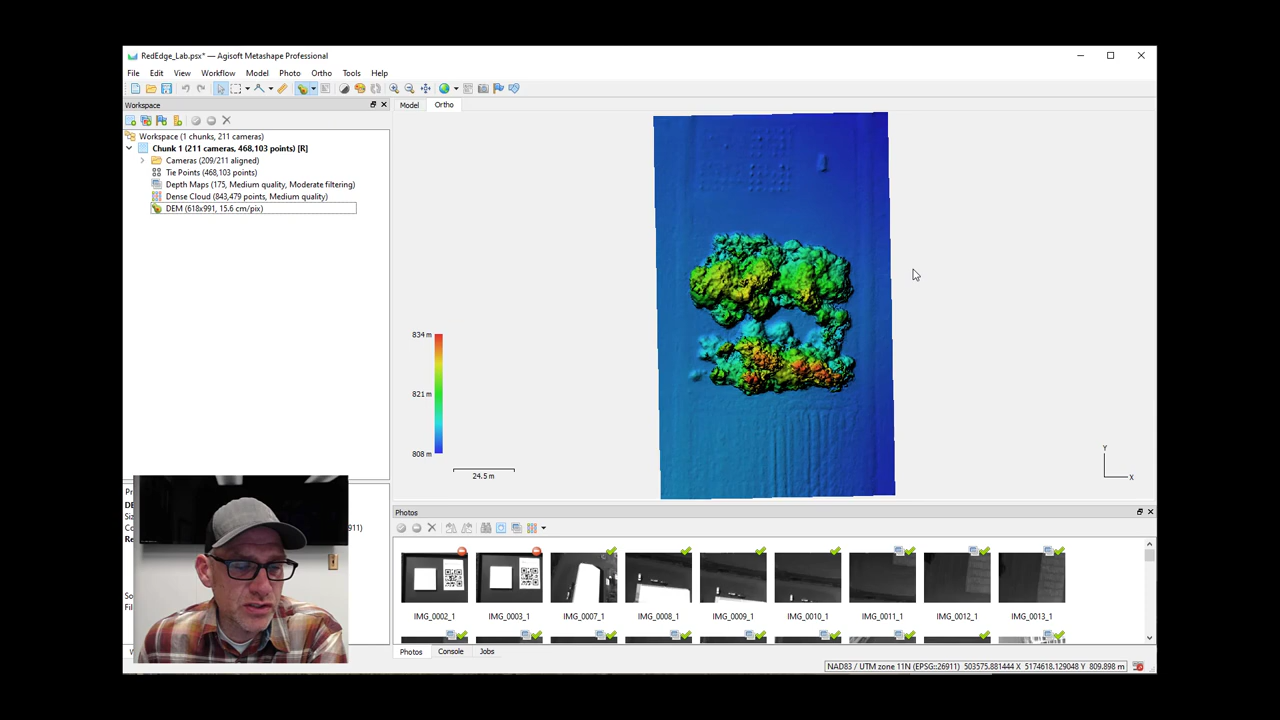 RedEdge_Lab.psx* — Agisoft Metashape Professional
File Edit View Workflow Model Photo Ortho Tools Help
Workspace
Model Ortho
Workspace (1 chunks, 211 cameras)
Chunk 1 (211 cameras, 468,103 points) [R]
Cameras (209/211 aligned)
Tie Points (468,103 points)
Depth Maps (175, Medium quality, Moderate filtering)
Dense Cloud (843,479 points, Medium quality)
DEM (618x991, 15.6 cm/pix)
834 m
821 m
808 m
24.5 m
Y
X
Photos
IMG_0002_1 IMG_0003_1 IMG_0007_1 IMG_0008_1 IMG_0009_1 IMG_0010_1 IMG_0011_1 IMG_0012_1 IMG_0013_1
Photos Console Jobs
NAD83 / UTM zone 11N (EPSG::26911) 503575.881444 X 5174618.129048 Y 809.898 m